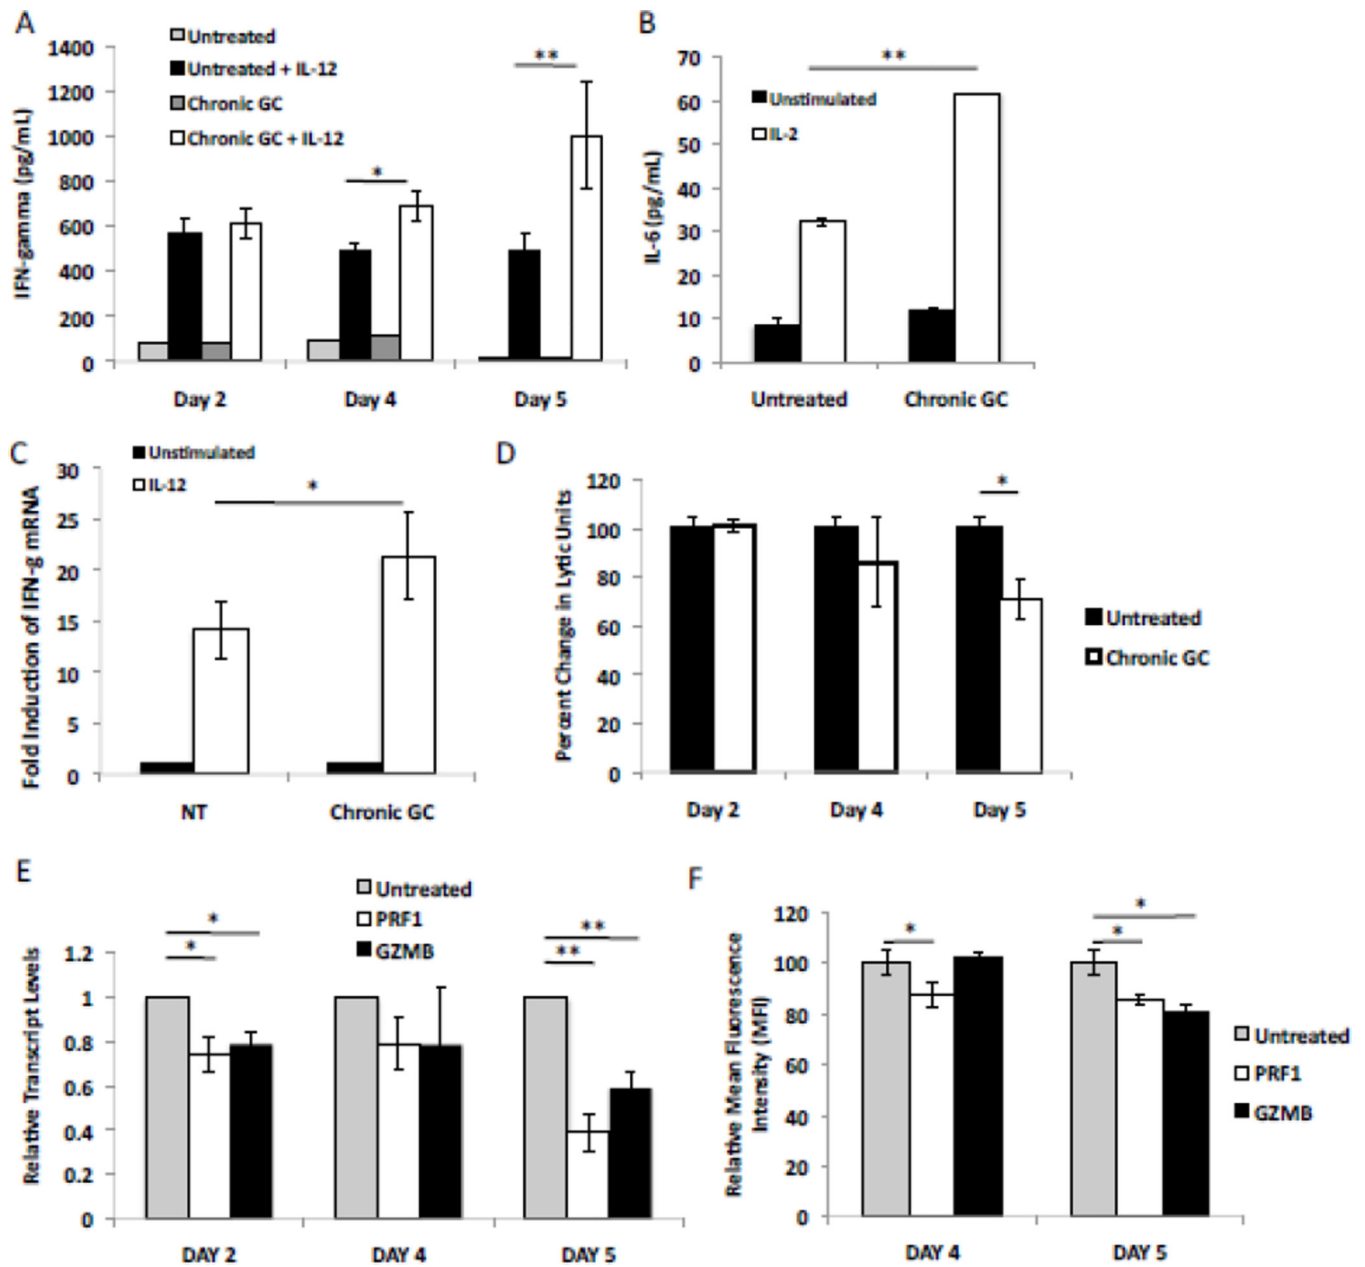 A
Untreated
Untreated + IL-12
Chronic GC
Chronic GC + IL-12
**
*
1400
1200
1000
800
600
400
200
0
IFN-gamma (pg/mL)
Day 2
Day 4
Day 5
B
**
Unstimulated
IL-2
70
60
50
40
30
20
10
0
IL-6 (pg/mL)
Untreated
Chronic GC
C
Unstimulated
IL-12
*
30
25
20
15
10
5
0
Fold Induction of IFN-g mRNA
NT
Chronic GC
D
*
120
100
80
60
40
20
0
Percent Change in Lytic Units
Day 2
Day 4
Day 5
Untreated
Chronic GC
E
Untreated
PRF1
GZMB
*
*
**
**
1.2
1
0.8
0.6
0.4
0.2
0
Relative Transcript Levels
DAY 2
DAY 4
DAY 5
F
*
*
*
120
100
80
60
40
20
0
Relative Mean Fluorescence
Intensity (MFI)
DAY 4
DAY 5
Untreated
PRF1
GZMB